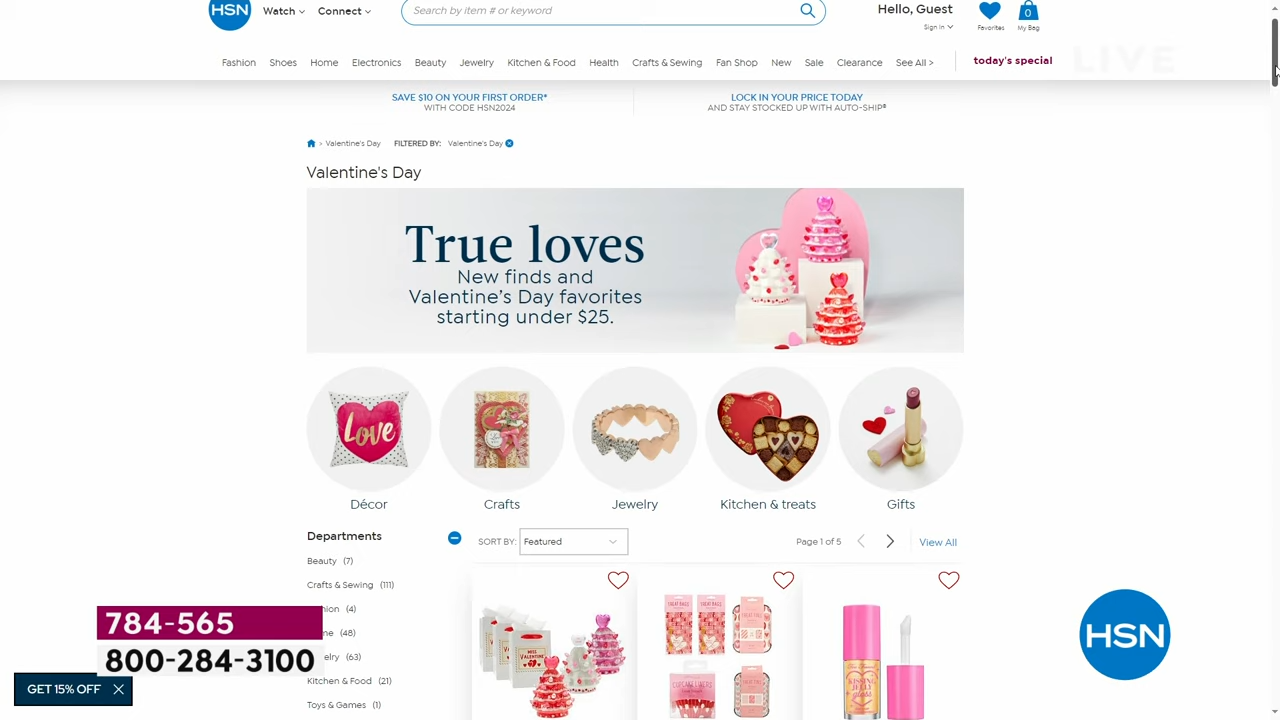 HSN
Watch
Connect
Search by item # or keyword
Hello, Guest
Sign In
Favorites
0
My Bag
Fashion
Shoes
Home
Electronics
Beauty
Jewelry
Kitchen & Food
Health
Crafts & Sewing
Fan Shop
New
Sale
Clearance
See All >
today's special
LIVE
SAVE $10 ON YOUR FIRST ORDER*
WITH CODE HSN2024
LOCK IN YOUR PRICE TODAY
AND STAY STOCKED UP WITH AUTO-SHIP®
> Valentine's Day
FILTERED BY:
Valentine's Day
Valentine's Day
True loves
New finds and
Valentine's Day favorites
starting under $25.
Love
Décor
Crafts
Jewelry
Kitchen & treats
Gifts
Departments
SORT BY:
Featured
Page 1 of 5
View All
Beauty (7)
Crafts & Sewing (111)
hion (4)
me (48)
elry (63)
Kitchen & Food (21)
Toys & Games (1)
784-565
800-284-3100
GET 15% OFF
HSN